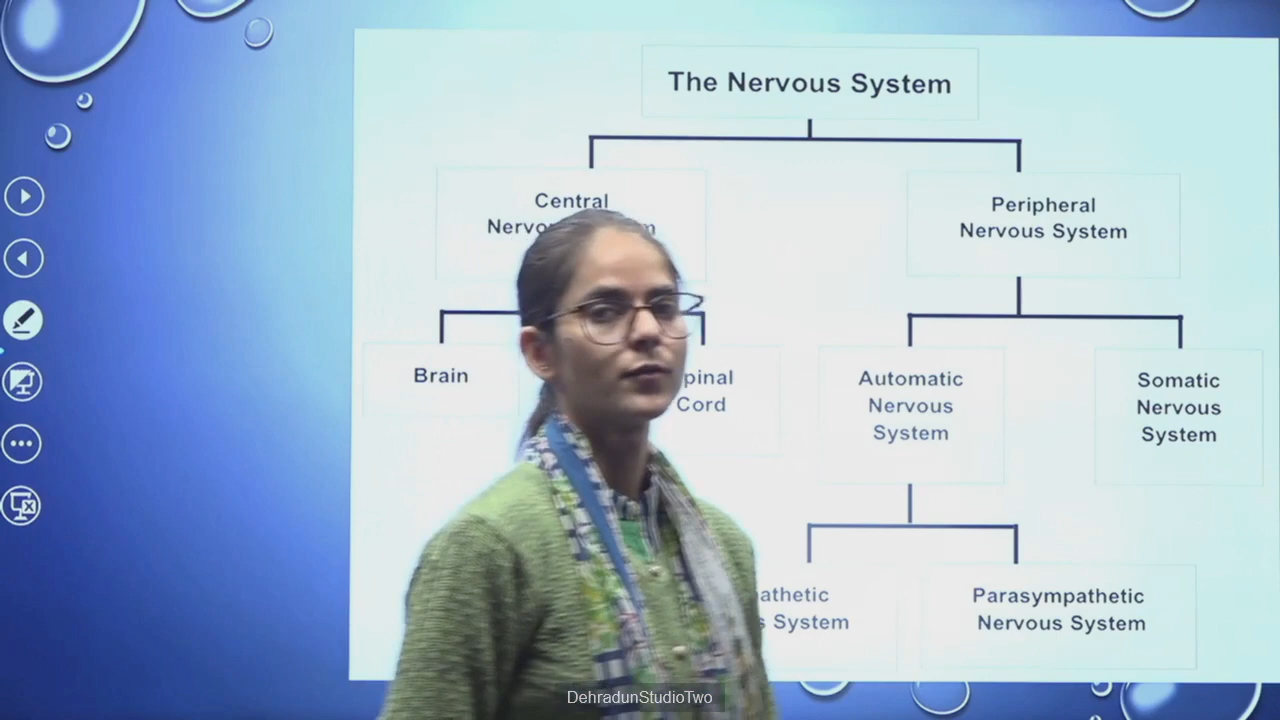 The Nervous System
Central
Peripheral
Nervous System
Brain
Cord
Automatic
Nervous
System
Somatic
Nervous
System
System
Parasympathetic
Nervous System
DehradunStudioTwo